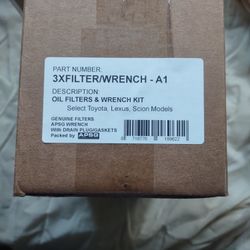 PART NUMBER:
3XFILTER/WRENCH - A1
DESCRIPTION:
OIL FILTERS & WRENCH KIT
Select Toyota, Lexus, Scion Models
GENUINE FILTERS
APSG WRENCH
With DRAIN PLUG/GASKETS
Packed by APSG